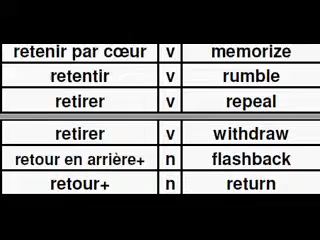 retenir par cœur v memorize
retentir v rumble
retirer v repeal
retirer v withdraw
retour en arrière+ n flashback
retour+ n return